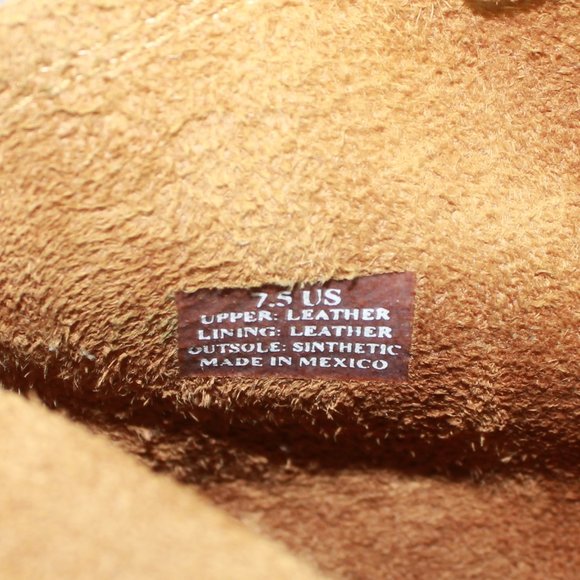 7.5 US
UPPER: LEATHER
LINING: LEATHER
OUTSOLE: SINTHETIC
MADE IN MEXICO